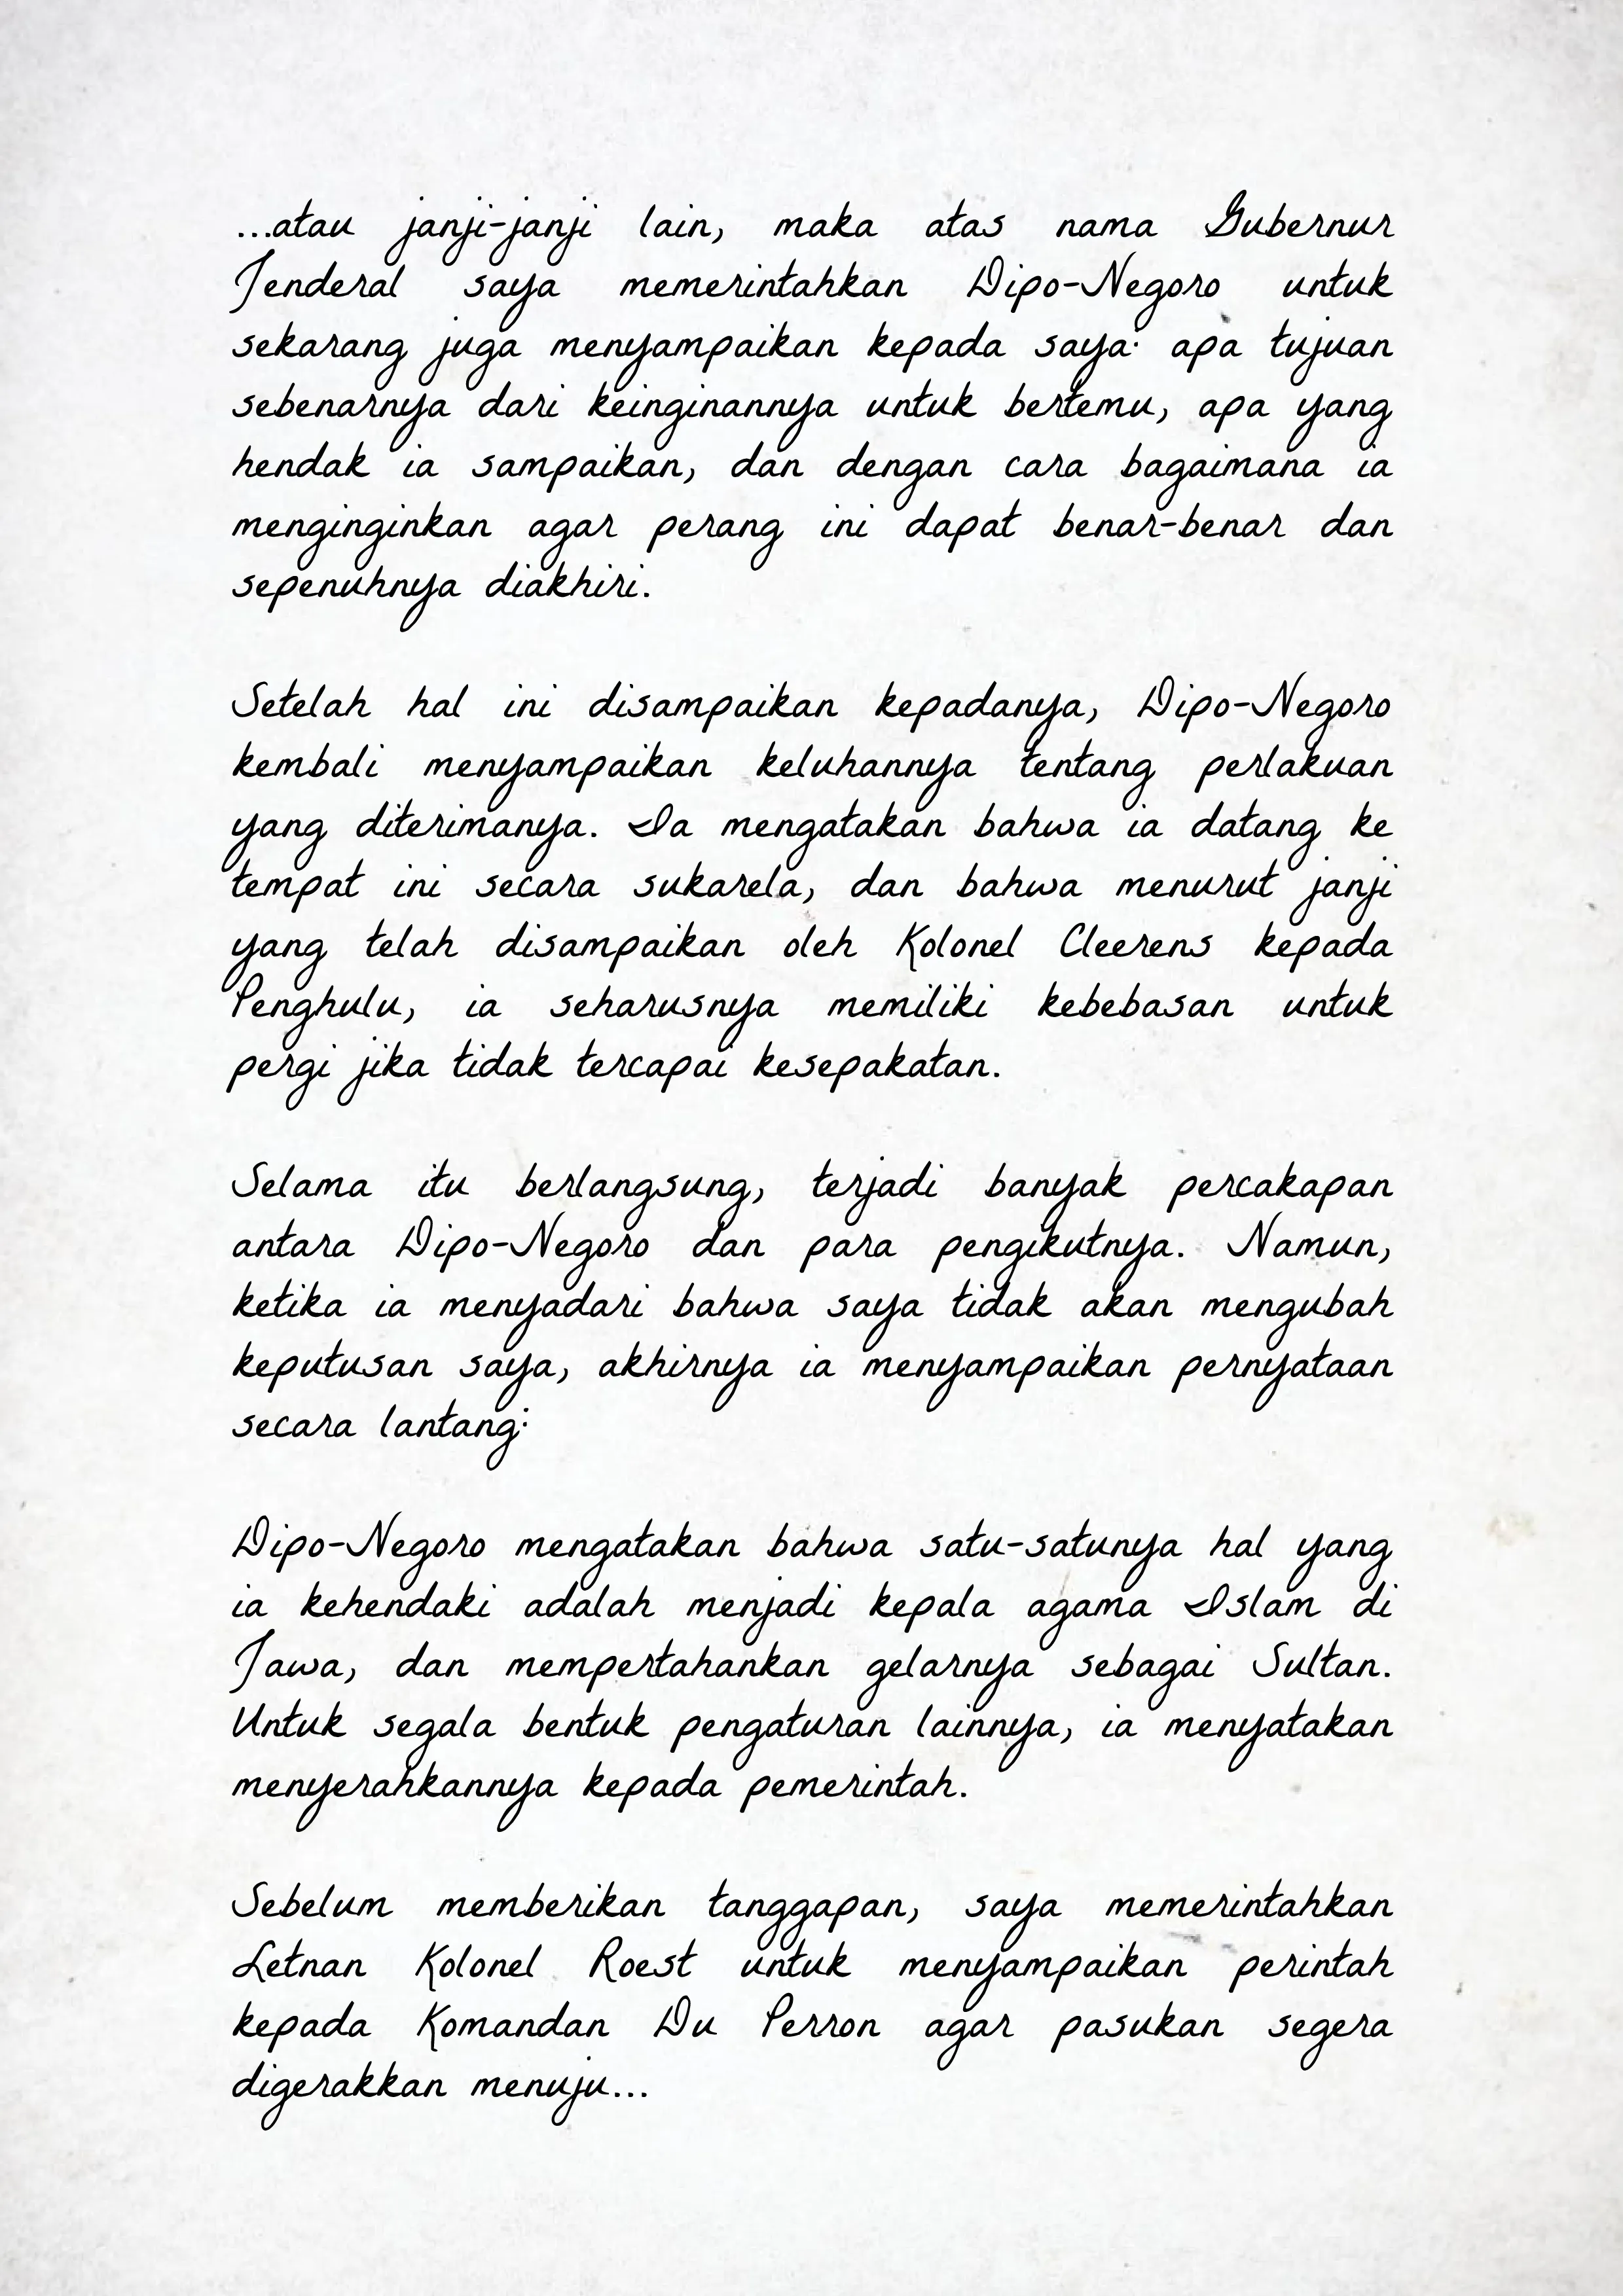 ...atau janji-janji lain, maka atas nama Gubernur
Jenderal saya memerintahkan Dipo-Negoro untuk
sekarang juga menyampaikan kepada saya: apa tujuan
sebenarnya dari keinginannya untuk bertemu, apa yang
hendak ia sampaikan, dan dengan cara bagaimana ia
menginginkan agar perang ini dapat benar-benar dan
sepenuhnya diakhiri.
Setelah hal ini disampaikan kepadanya, Dipo-Negoro
kembali menyampaikan keluhannya tentang perlakuan
yang diterimanya. Ia mengatakan bahwa ia datang ke
tempat ini secara sukarela, dan bahwa menurut janji
yang telah disampaikan oleh Kolonel Cleerens kepada
Penghulu, ia seharusnya memiliki kebebasan untuk
pergi jika tidak tercapai kesepakatan.
Selama itu berlangsung, terjadi banyak percakapan
antara Dipo-Negoro dan para pengikutnya. Namun,
ketika ia menyadari bahwa saya tidak akan mengubah
keputusan saya, akhirnya ia menyampaikan pernyataan
secara lantang:
Dipo-Negoro mengatakan bahwa satu-satunya hal yang
ia kehendaki adalah menjadi kepala agama Islam di
Jawa, dan mempertahankan gelarnya sebagai Sultan.
Untuk segala bentuk pengaturan lainnya, ia menyatakan
menyerahkannya kepada pemerintah.
Sebelum memberikan tanggapan, saya memerintahkan
Letnan Kolonel Roest untuk menyampaikan perintah
kepada Komandan Du Perron agar pasukan segera
digerakkan menuju...